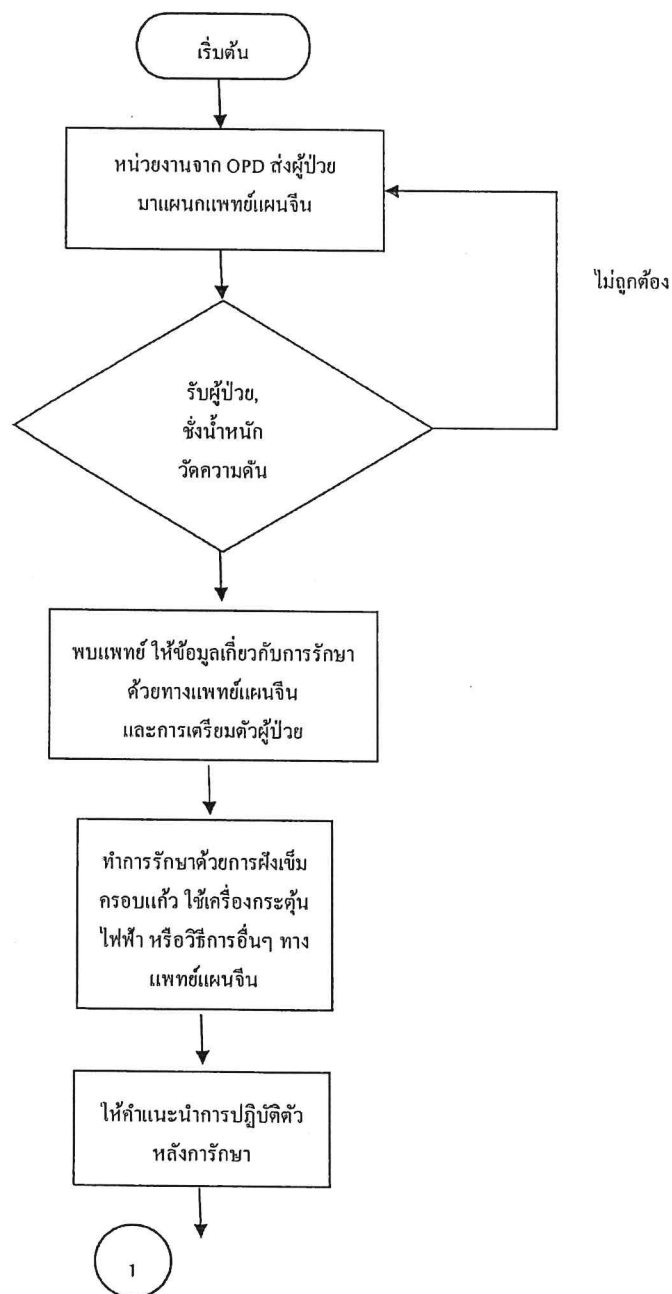 เริ่มต้น
หน่วยงานจาก OPD ส่งผู้ป่วย
มาแผนกแพทย์แผนจีน
ไม่ถูกต้อง
รับผู้ป่วย,
ชั่งน้ำหนัก
วัดความดัน
พบแพทย์ ให้ข้อมูลเกี่ยวกับการรักษา
ด้วยทางแพทย์แผนจีน
และการเตรียมตัวผู้ป่วย
ทำการรักษาด้วยการฝังเข็ม
ครอบแก้ว ใช้เครื่องกระตุ้น
ไฟฟ้า หรือวิธีการอื่นๆ ทาง
แพทย์แผนจีน
ให้คำแนะนำการปฏิบัติตัว
หลังการักษา
1